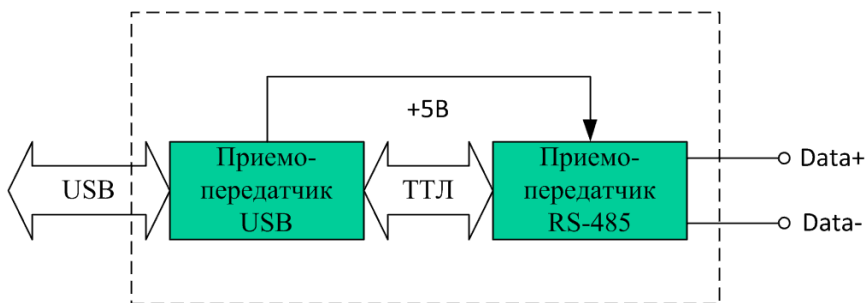 +5В
USB
Приемо-
передатчик
USB
ТТЛ
Приемо-
передатчик
RS-485
Data+
Data-